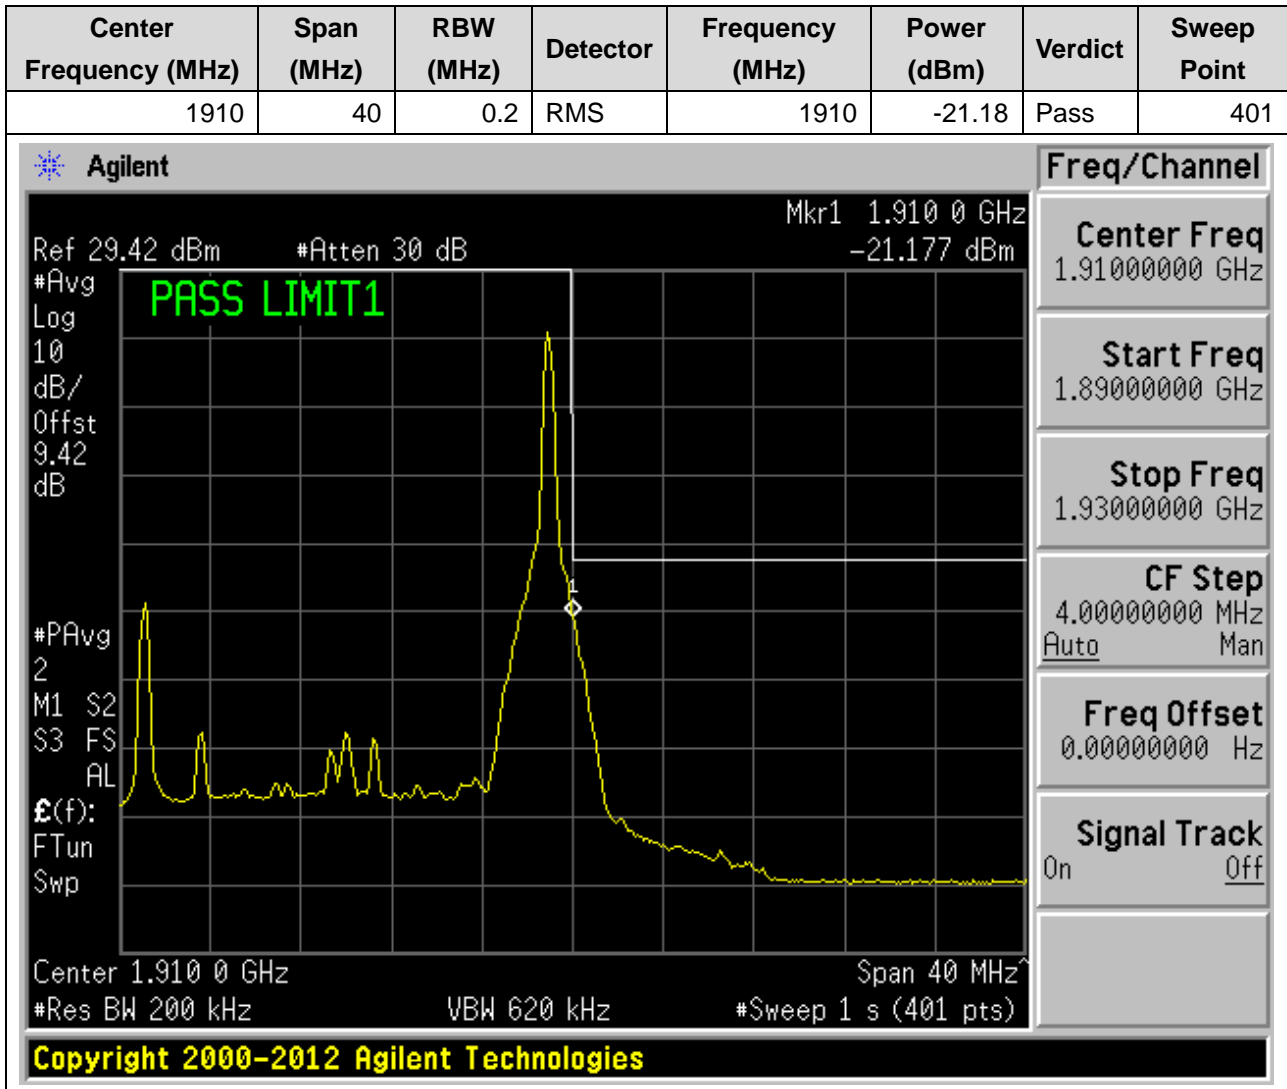 Center Frequency (MHz) Span (MHz) RBW (MHz) Detector Frequency (MHz) Power (dBm) Verdict Sweep Point
1910 40 0.2 RMS 1910 -21.18 Pass 401
Agilent
Freq/Channel
Mkr1 1.910 0 GHz
Ref 29.42 dBm #Atten 30 dB -21.177 dBm
#Avg
Log
10
dB/
Offst
9.42
dB
PASS LIMIT1
1
#PAvg
2
M1 S2
S3 FS
AL
£(f):
FTun
Swp
Center 1.910 0 GHz Span 40 MHz^
#Res BW 200 kHz VBW 620 kHz #Sweep 1 s (401 pts)
Center Freq
1.91000000 GHz
Start Freq
1.89000000 GHz
Stop Freq
1.93000000 GHz
CF Step
4.00000000 MHz
Auto Man
Freq Offset
0.00000000 Hz
Signal Track
On Off
Copyright 2000-2012 Agilent Technologies